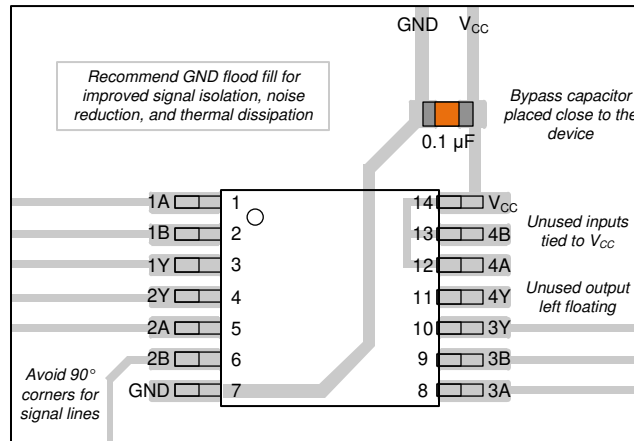 GND VCC
Recommend GND flood fill for
improved signal isolation, noise
reduction, and thermal dissipation
Bypass capacitor
placed close to the
device
0.1 µF
1A 1 14 VCC
1B 2 13 4B
1Y 3 12 4A
2Y 4 11 4Y
2A 5 10 3Y
2B 6 9 3B
GND 7 8 3A
Unused inputs
tied to VCC
Unused output
left floating
Avoid 90°
corners for
signal lines